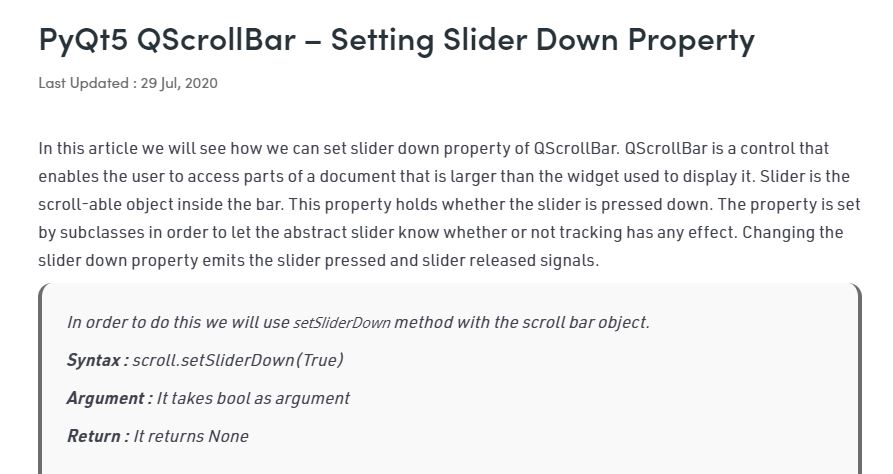 PyQt5 QScrollBar – Setting Slider Down Property
Last Updated : 29 Jul, 2020
In this article we will see how we can set slider down property of QScrollBar. QScrollBar is a control that
enables the user to access parts of a document that is larger than the widget used to display it. Slider is the
scroll-able object inside the bar. This property holds whether the slider is pressed down. The property is set
by subclasses in order to let the abstract slider know whether or not tracking has any effect. Changing the
slider down property emits the slider pressed and slider released signals.
In order to do this we will use setSliderDown method with the scroll bar object.
Syntax : scroll.setSliderDown(True)
Argument : It takes bool as argument
Return : It returns None